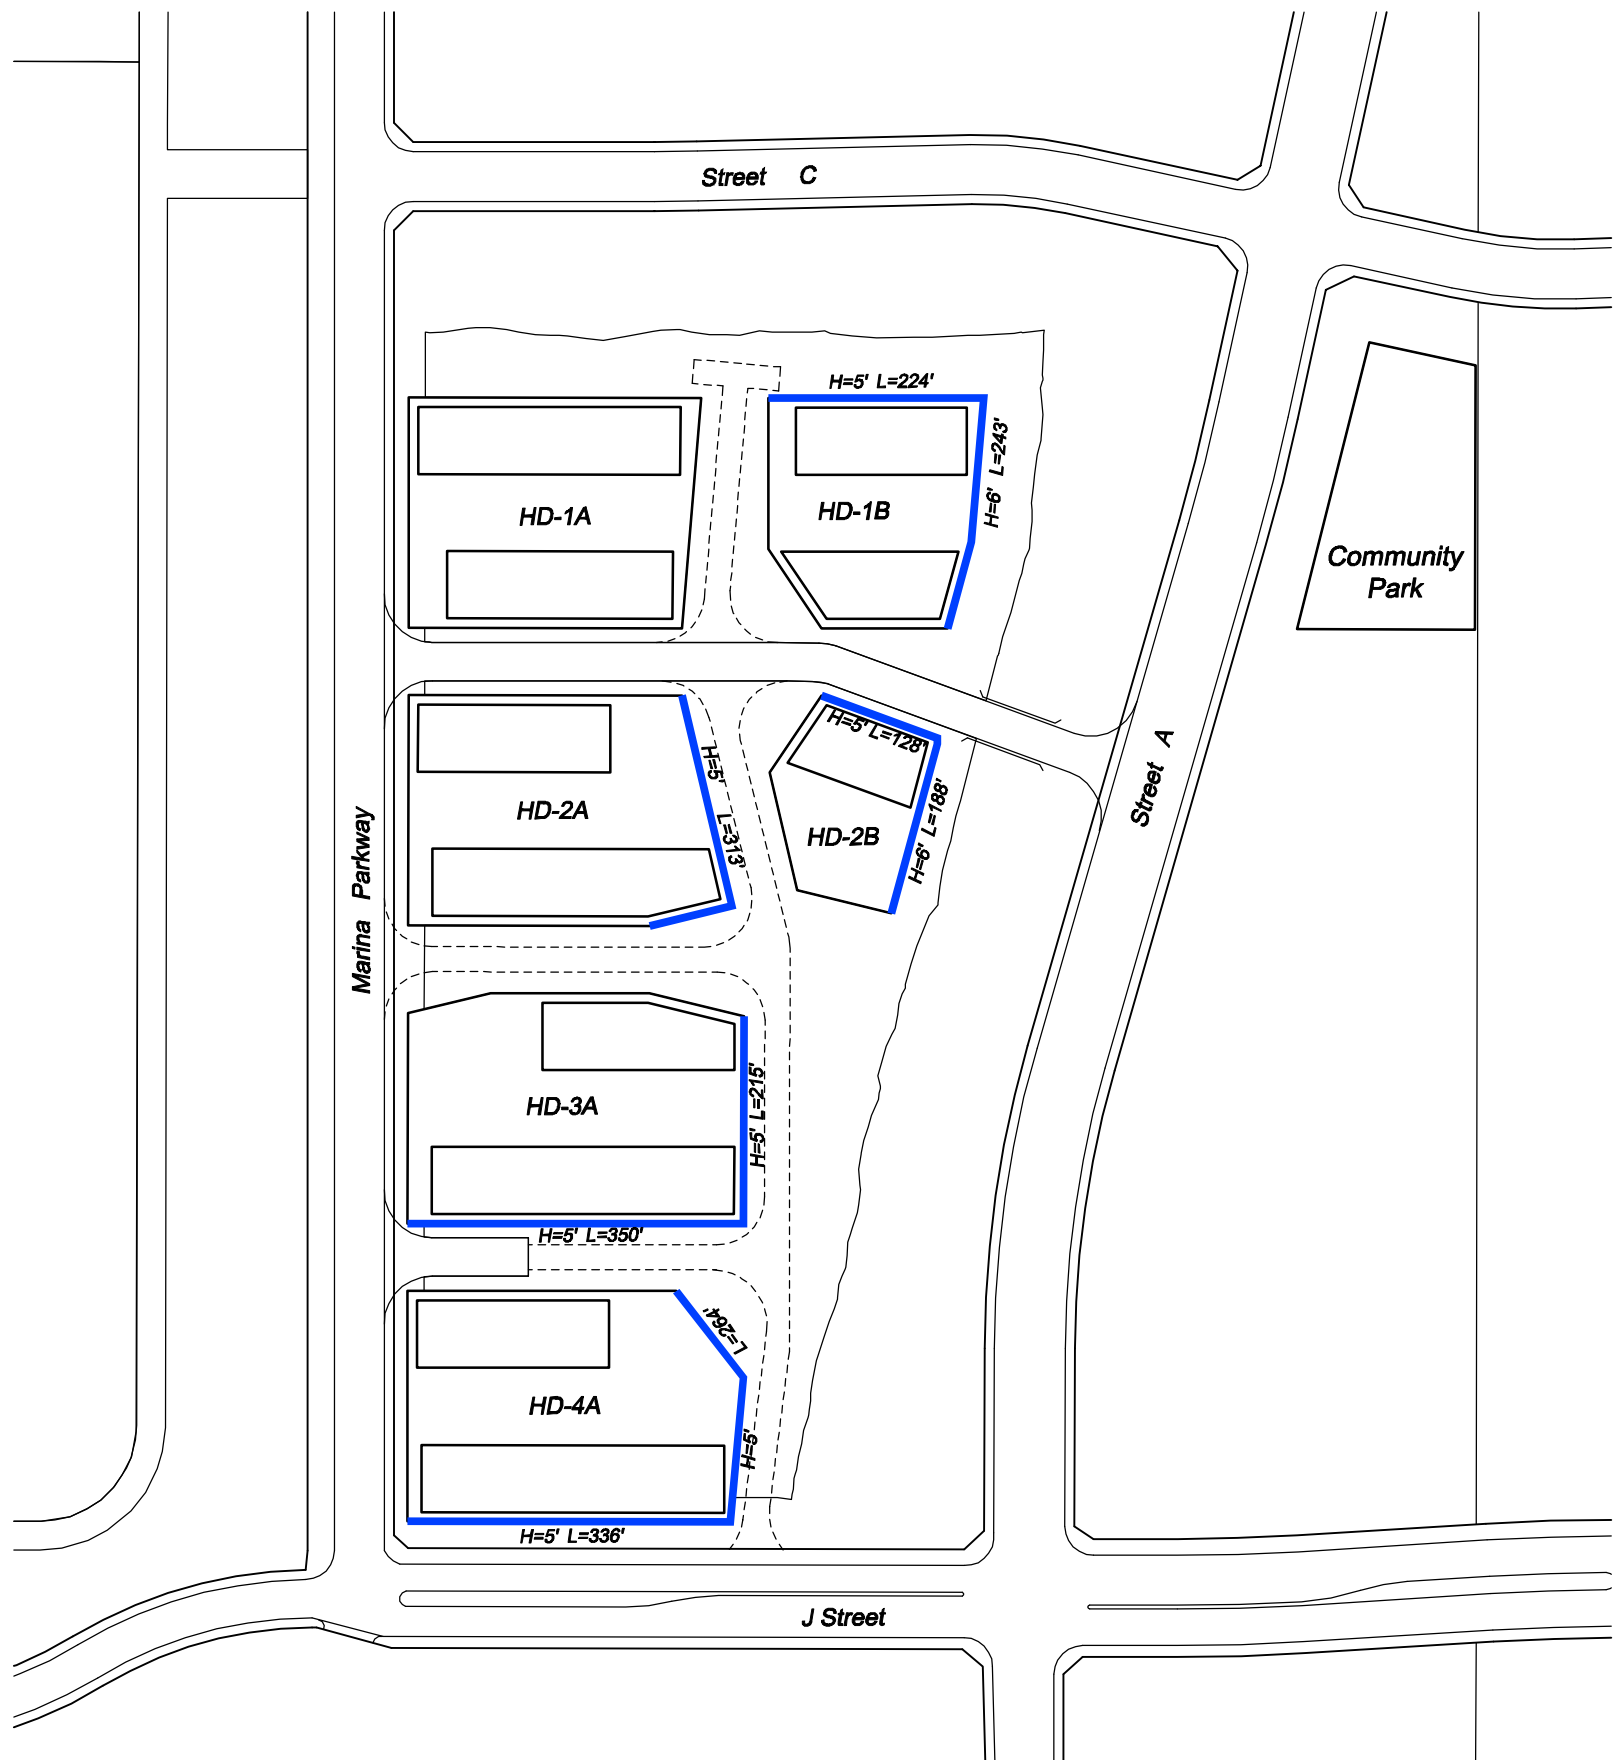 Street C
H=5' L=224'
H=6' L=243'
HD-1A
HD-1B
Community
Park
H=5' L=128'
H=5' L=313'
Street A
H=6' L=188'
HD-2A
HD-2B
Marina Parkway
HD-3A
H=5' L=215'
H=5' L=350'
L=264'
H=5'
HD-4A
H=5' L=336'
J Street